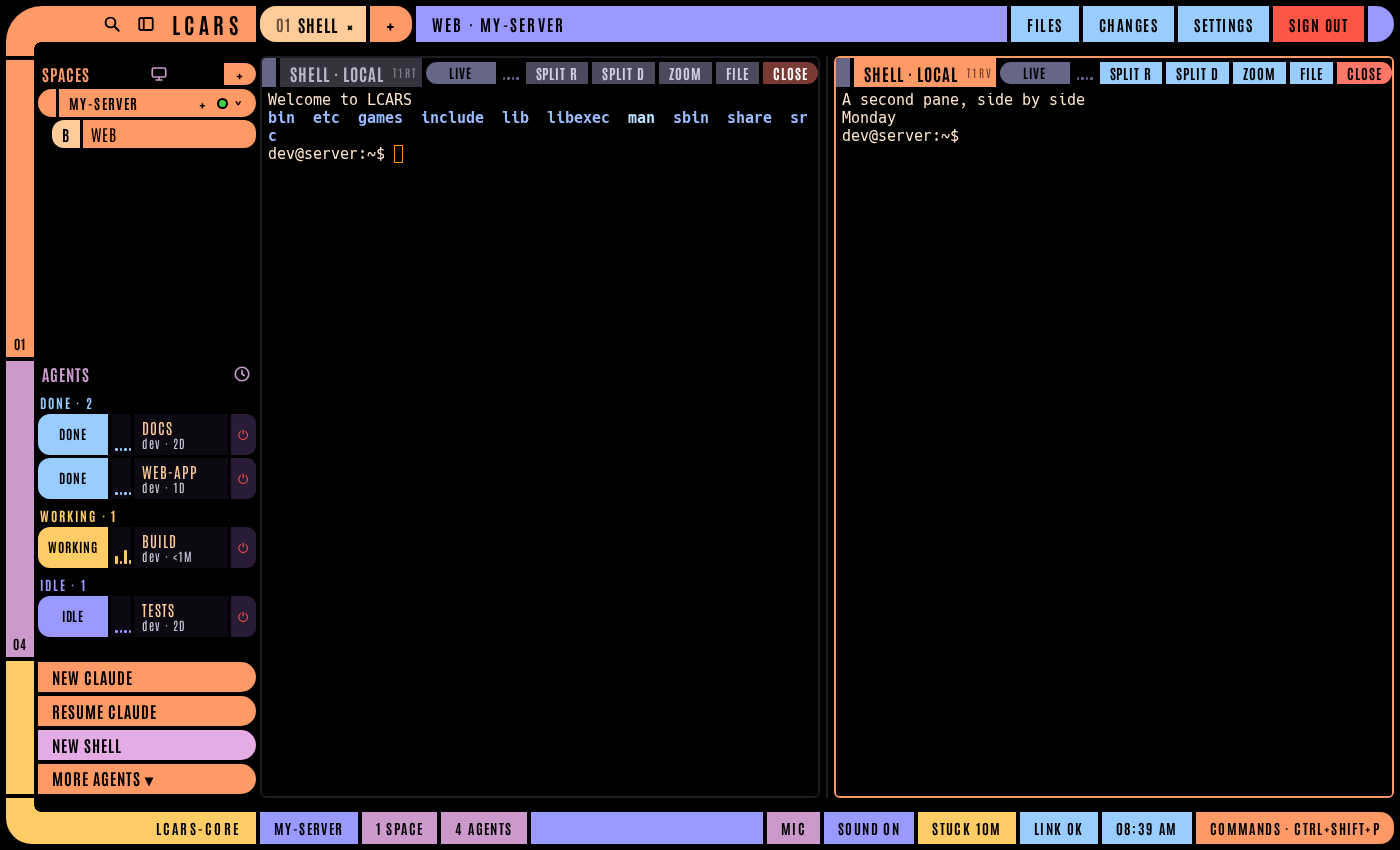 LCARS
01 SHELL × +
WEB · MY-SERVER
FILES CHANGES SETTINGS SIGN OUT
SPACES +
MY-SERVER +
B WEB
01
AGENTS
DONE · 2
DONE DOCS
dev · 2D
DONE WEB-APP
dev · 1D
WORKING · 1
WORKING BUILD
dev · <1M
IDLE · 1
IDLE TESTS
dev · 2D
04
NEW CLAUDE
RESUME CLAUDE
NEW SHELL
MORE AGENTS ▾
SHELL · LOCAL T1RT LIVE SPLIT R SPLIT D ZOOM FILE CLOSE
Welcome to LCARS
bin etc games include lib libexec man sbin share sr
c
dev@server:~$
SHELL · LOCAL T1RV LIVE SPLIT R SPLIT D ZOOM FILE CLOSE
A second pane, side by side
Monday
dev@server:~$
LCARS-CORE MY-SERVER 1 SPACE 4 AGENTS MIC SOUND ON STUCK 10M LINK OK 08:39 AM COMMANDS · CTRL+SHIFT+P